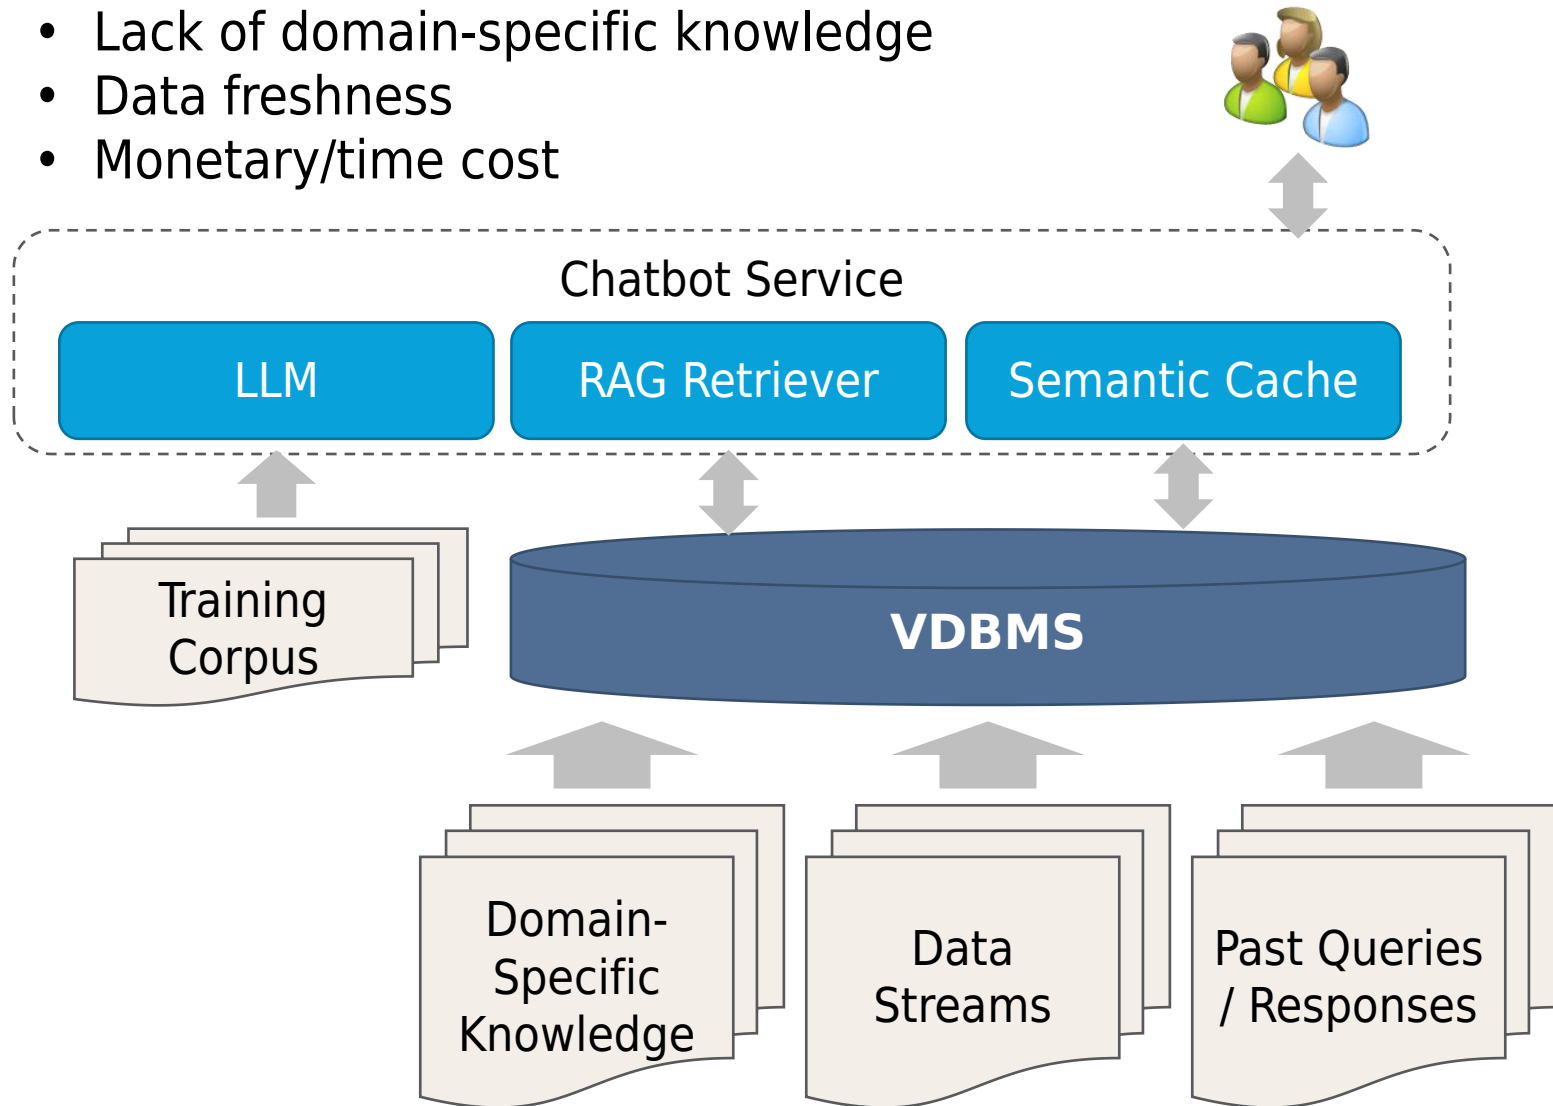 • Lack of domain-specific knowledge
• Data freshness
• Monetary/time cost
Chatbot Service
LLM
RAG Retriever
Semantic Cache
Training
Corpus
VDBMS
Domain-
Specific
Knowledge
Data
Streams
Past Queries
/ Responses